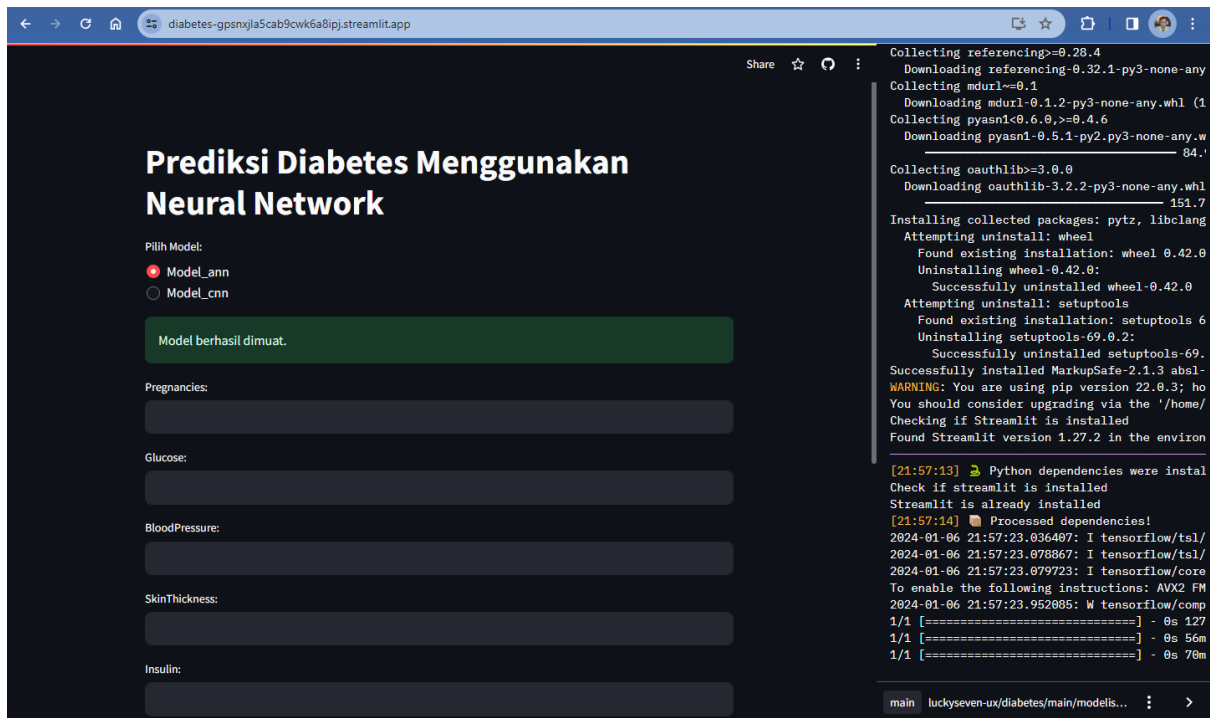 diabetes-gpsnxjla5cab9cwk6a8ipj.streamlit.app
Share
Prediksi Diabetes Menggunakan
Neural Network
Pilih Model:
Model_ann
Model_cnn
Model berhasil dimuat.
Pregnancies:
Glucose:
BloodPressure:
SkinThickness:
Insulin:
Collecting referencing>=0.28.4
Downloading referencing-0.32.1-py3-none-any
Collecting mdurl~=0.1
Downloading mdurl-0.1.2-py3-none-any.whl (1
Collecting pyasn1<0.6.0,>=0.4.6
Downloading pyasn1-0.5.1-py2.py3-none-any.w
84.
Collecting oauthlib>=3.0.0
Downloading oauthlib-3.2.2-py3-none-any.whl
151.7
Installing collected packages: pytz, libclang
Attempting uninstall: wheel
Found existing installation: wheel 0.42.0
Uninstalling wheel-0.42.0:
Successfully uninstalled wheel-0.42.0
Attempting uninstall: setuptools
Found existing installation: setuptools 6
Uninstalling setuptools-69.0.2:
Successfully uninstalled setuptools-69.
Successfully installed MarkupSafe-2.1.3 absl-
WARNING: You are using pip version 22.0.3; ho
You should consider upgrading via the '/home/
Checking if Streamlit is installed
Found Streamlit version 1.27.2 in the environ
[21:57:13] 🐍 Python dependencies were instal
Check if streamlit is installed
Streamlit is already installed
[21:57:14] 📦 Processed dependencies!
2024-01-06 21:57:23.036407: I tensorflow/tsl/
2024-01-06 21:57:23.078867: I tensorflow/tsl/
2024-01-06 21:57:23.079723: I tensorflow/core
To enable the following instructions: AVX2 FM
2024-01-06 21:57:23.952085: W tensorflow/comp
1/1 [==============================] - 0s 127
1/1 [==============================] - 0s 56m
1/1 [==============================] - 0s 70m
main luckyseven-ux/diabetes/main/modelis...